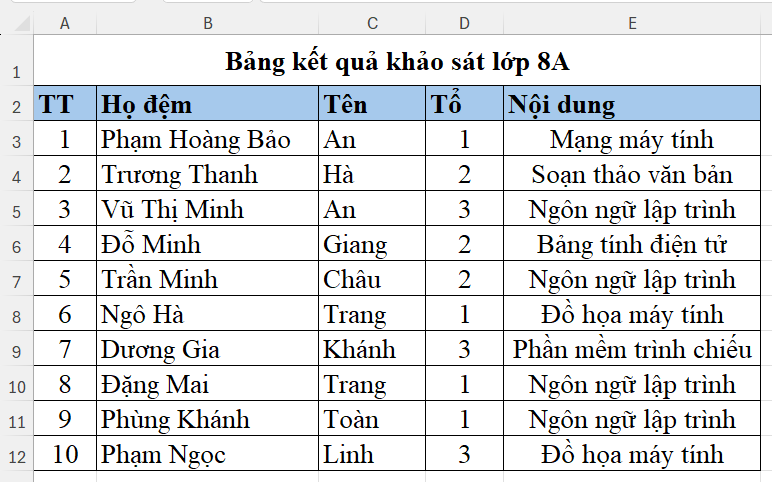 A B C D E
1 Bảng kết quả khảo sát lớp 8A
2 TT Họ đệm Tên Tổ Nội dung
3 1 Phạm Hoàng Bảo An 1 Mạng máy tính
4 2 Trương Thanh Hà 2 Soạn thảo văn bản
5 3 Vũ Thị Minh An 3 Ngôn ngữ lập trình
6 4 Đỗ Minh Giang 2 Bảng tính điện tử
7 5 Trần Minh Châu 2 Ngôn ngữ lập trình
8 6 Ngô Hà Trang 1 Đồ họa máy tính
9 7 Dương Gia Khánh 3 Phần mềm trình chiếu
10 8 Đặng Mai Trang 1 Ngôn ngữ lập trình
11 9 Phùng Khánh Toàn 1 Ngôn ngữ lập trình
12 10 Phạm Ngọc Linh 3 Đồ họa máy tính